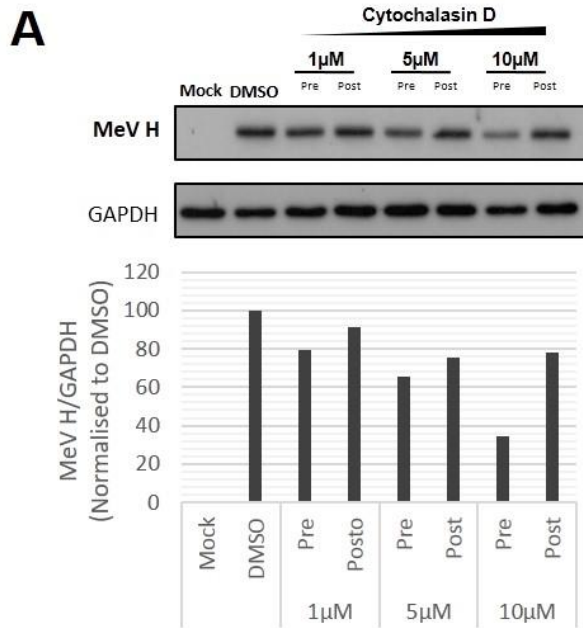 A
Cytochalasin D
1µM 5µM 10µM
Mock DMSO Pre Post Pre Post Pre Post
MeV H
GAPDH
MeV H/GAPDH
(Normalised to DMSO)
120
100
80
60
40
20
0
Mock DMSO Pre Posto Pre Post Pre Post
1µM 5µM 10µM